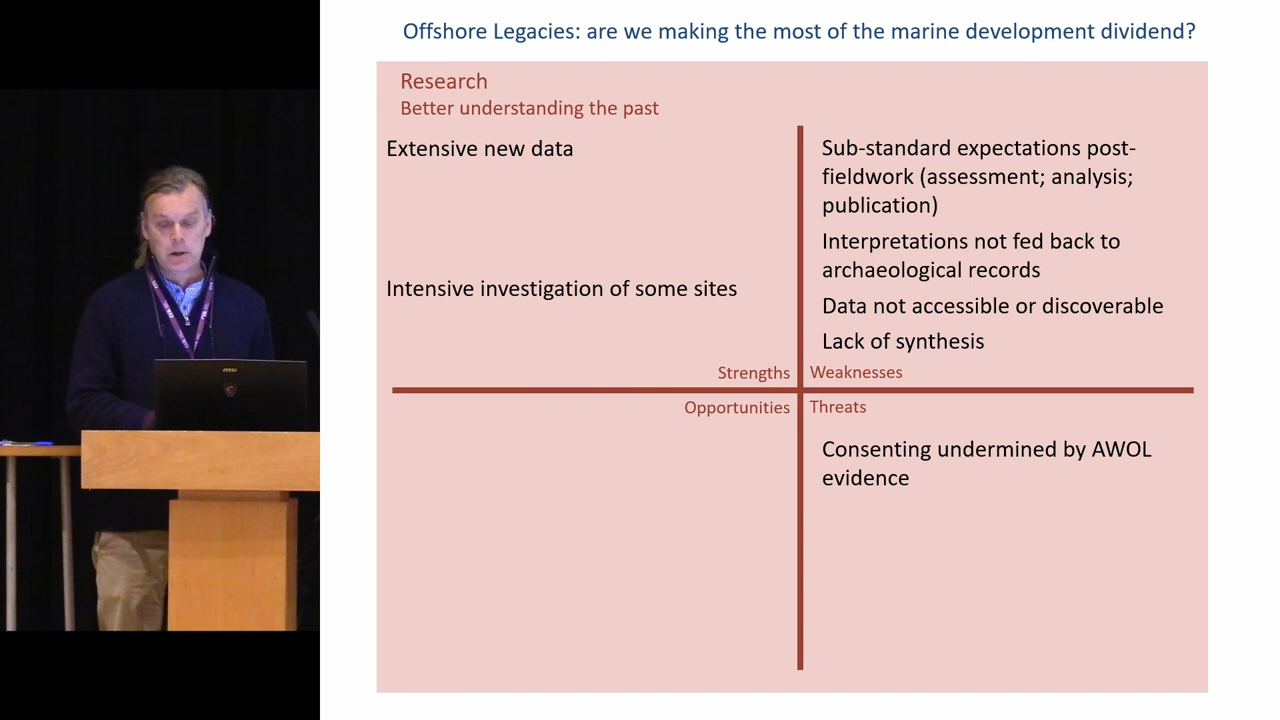 Offshore Legacies: are we making the most of the marine development dividend?
Research
Better understanding the past
Extensive new data
Intensive investigation of some sites
Strengths
Sub-standard expectations post-
fieldwork (assessment; analysis;
publication)
Interpretations not fed back to
archaeological records
Data not accessible or discoverable
Lack of synthesis
Weaknesses
Opportunities
Threats
Consenting undermined by AWOL
evidence
msi